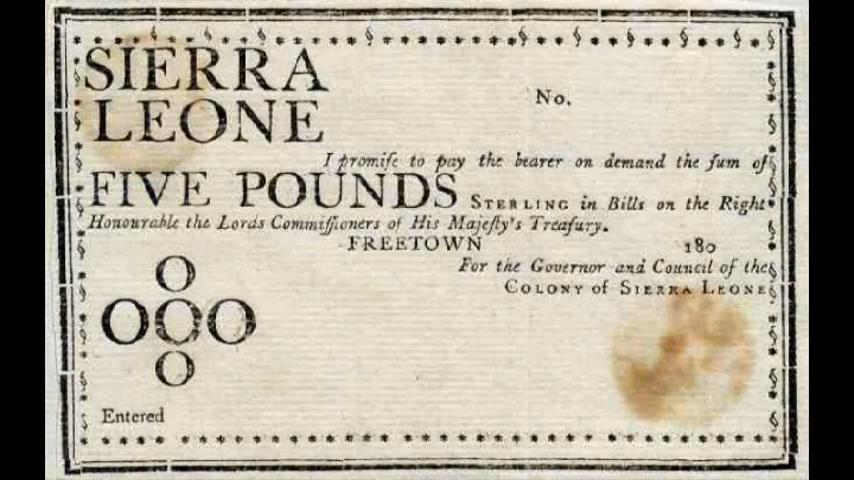 SIERRA
LEONE
No.
I promiſe to pay the bearer on demand the ſum of
FIVE POUNDS STERLING in Bills on the Right
Honourable the Lords Commiſſioners of His Majeſty's Treaſury.
FREETOWN 180
For the Governor and Council of the
COLONY of SIERRA LEONE
O
OOO
O
Entered